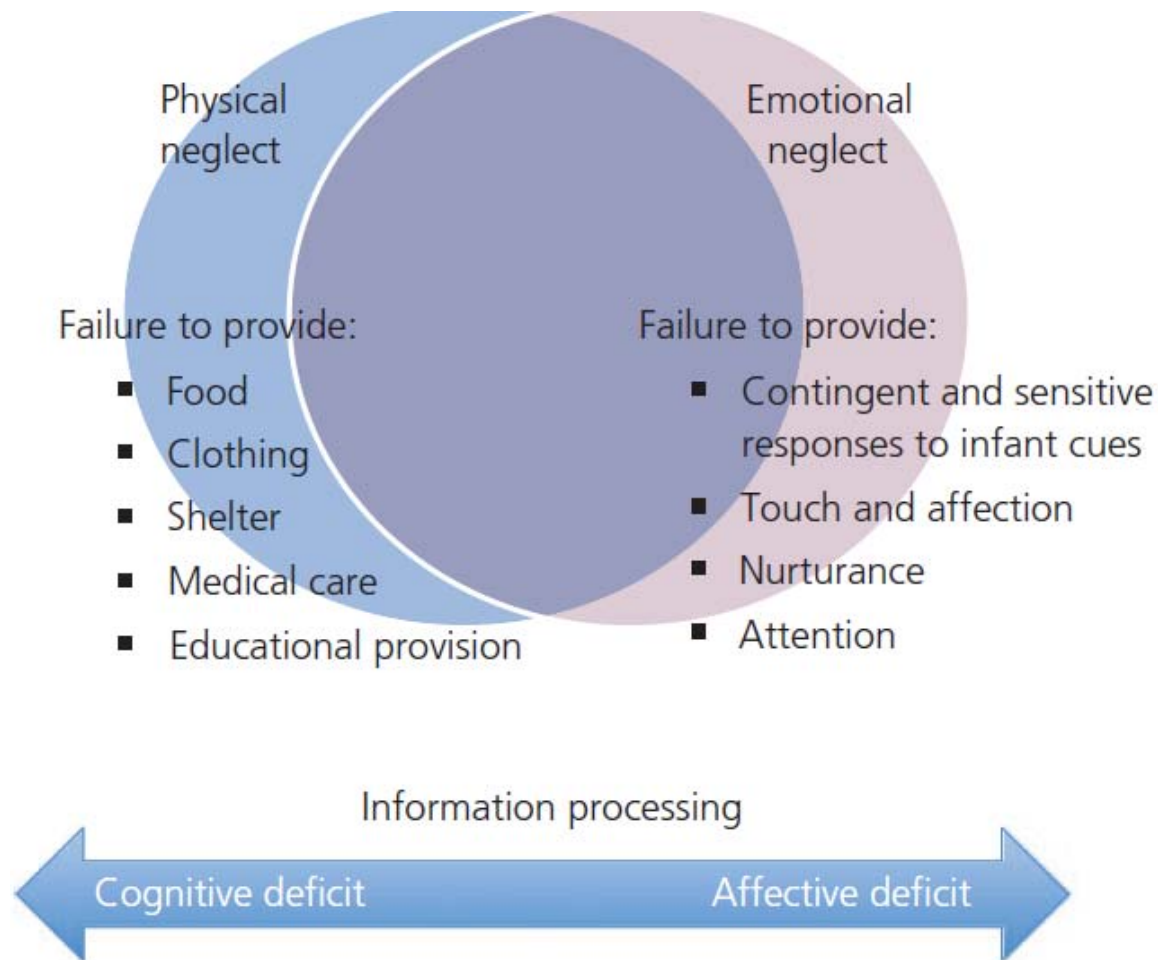 Physical
neglect
Emotional
neglect
Failure to provide:
▪ Food
▪ Clothing
▪ Shelter
▪ Medical care
▪ Educational provision
Failure to provide:
▪ Contingent and sensitive
responses to infant cues
▪ Touch and affection
▪ Nurturance
▪ Attention
Information processing
Cognitive deficit
Affective deficit